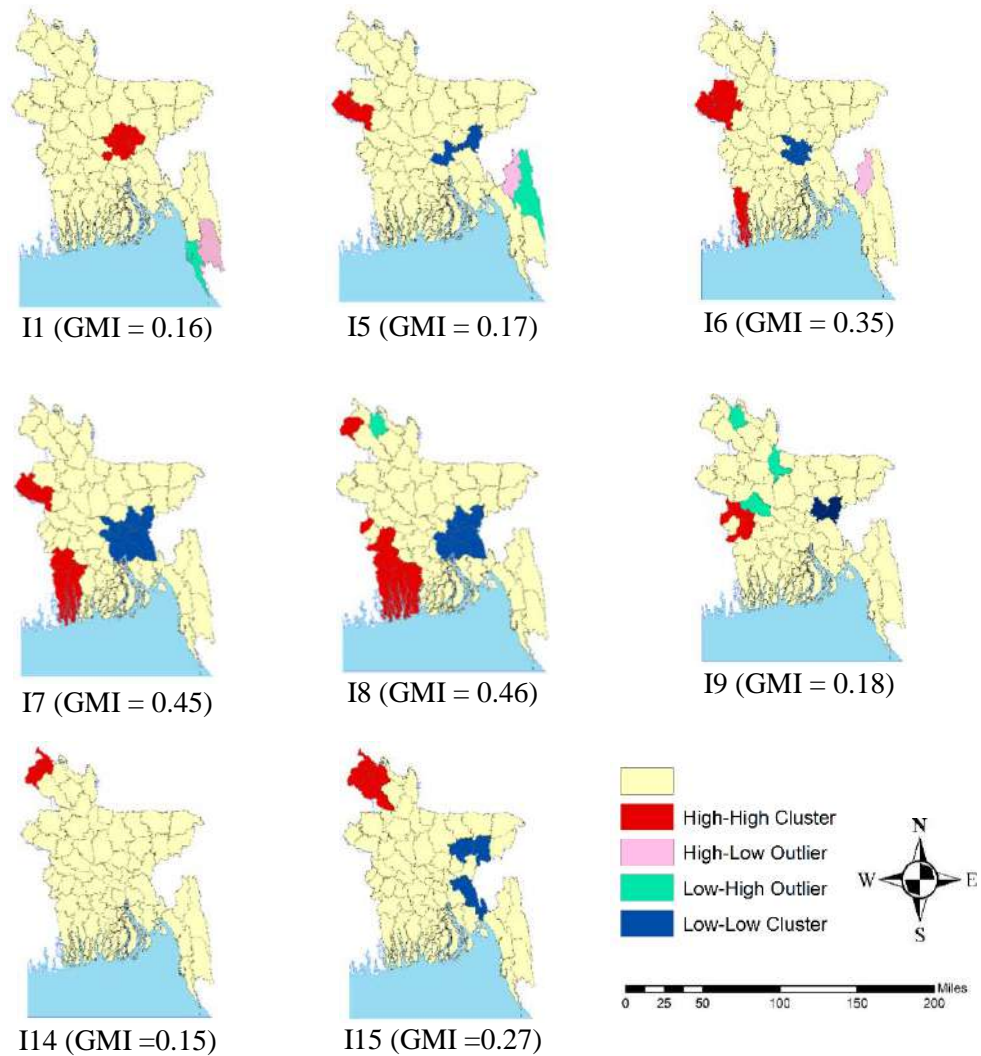 I1 (GMI = 0.16)
I5 (GMI = 0.17)
I6 (GMI = 0.35)
I7 (GMI = 0.45)
I8 (GMI = 0.46)
I9 (GMI = 0.18)
I14 (GMI =0.15)
I15 (GMI =0.27)
High-High Cluster
High-Low Outlier
Low-High Outlier
Low-Low Cluster
N
W E
S
Miles
0 25 50 100 150 200